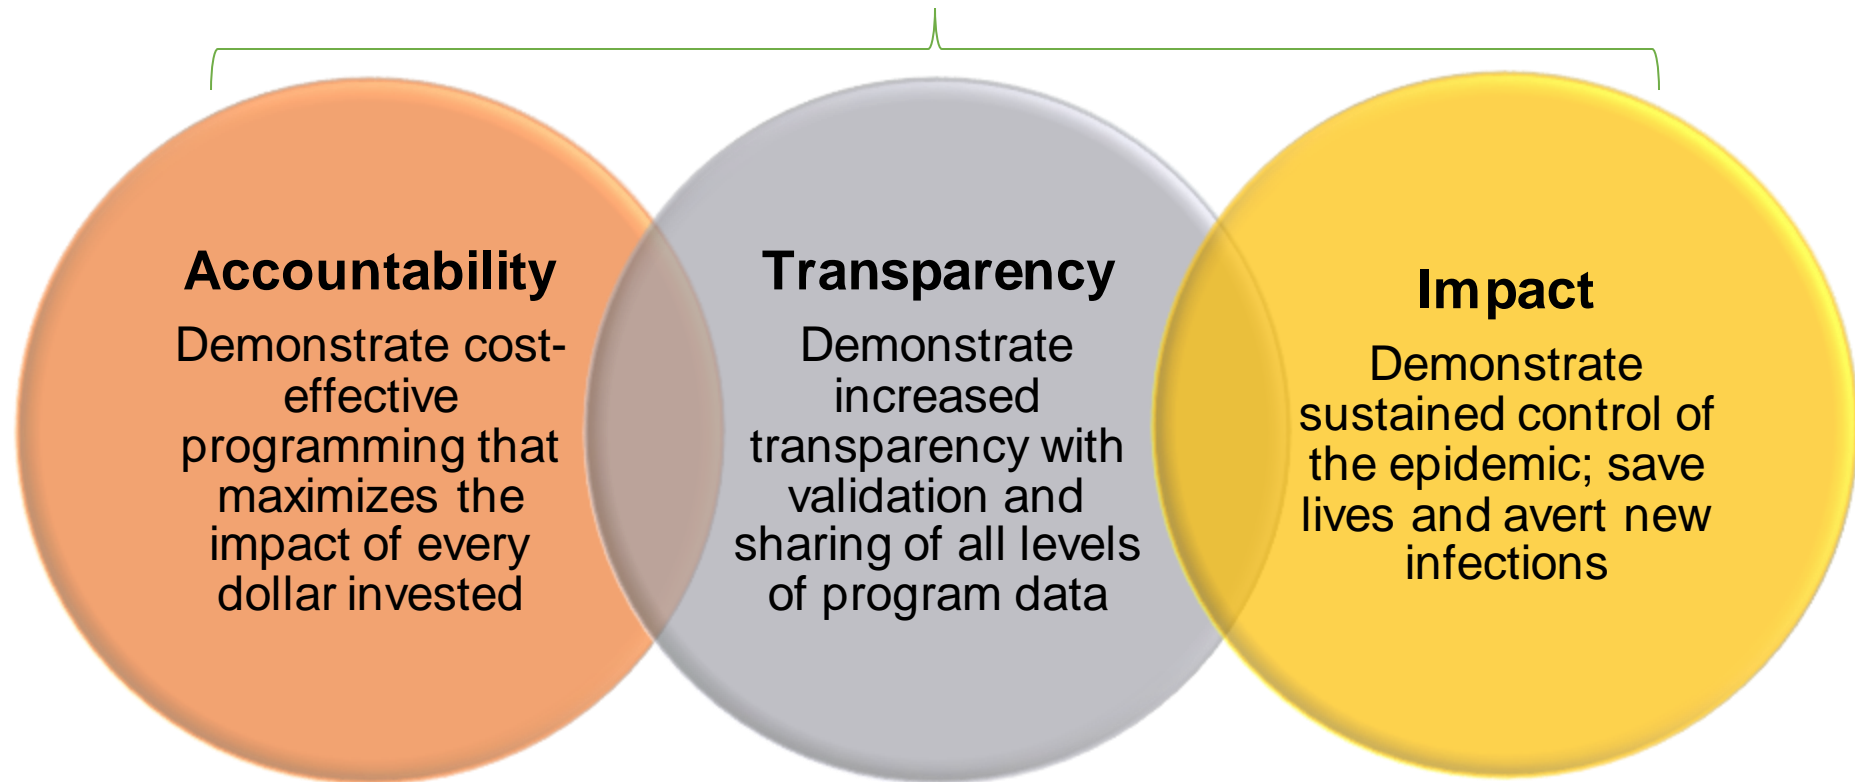 Accountability
Demonstrate cost-
effective
programming that
maximizes the
impact of every
dollar invested
Transparency
Demonstrate
increased
transparency with
validation and
sharing of all levels
of program data
Impact
Demonstrate
sustained control of
the epidemic; save
lives and avert new
infections